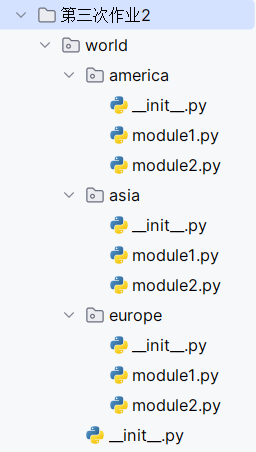 第三次作业2
world
america
__init__.py
module1.py
module2.py
asia
__init__.py
module1.py
module2.py
europe
__init__.py
module1.py
module2.py
__init__.py